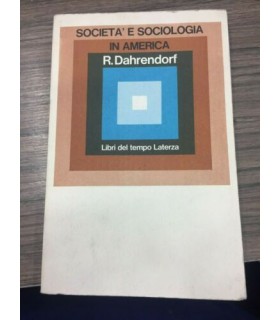 SOCIETA' E SOCIOLOGIA
IN AMERICA
R.Dahrendorf
Libri del tempo Laterza